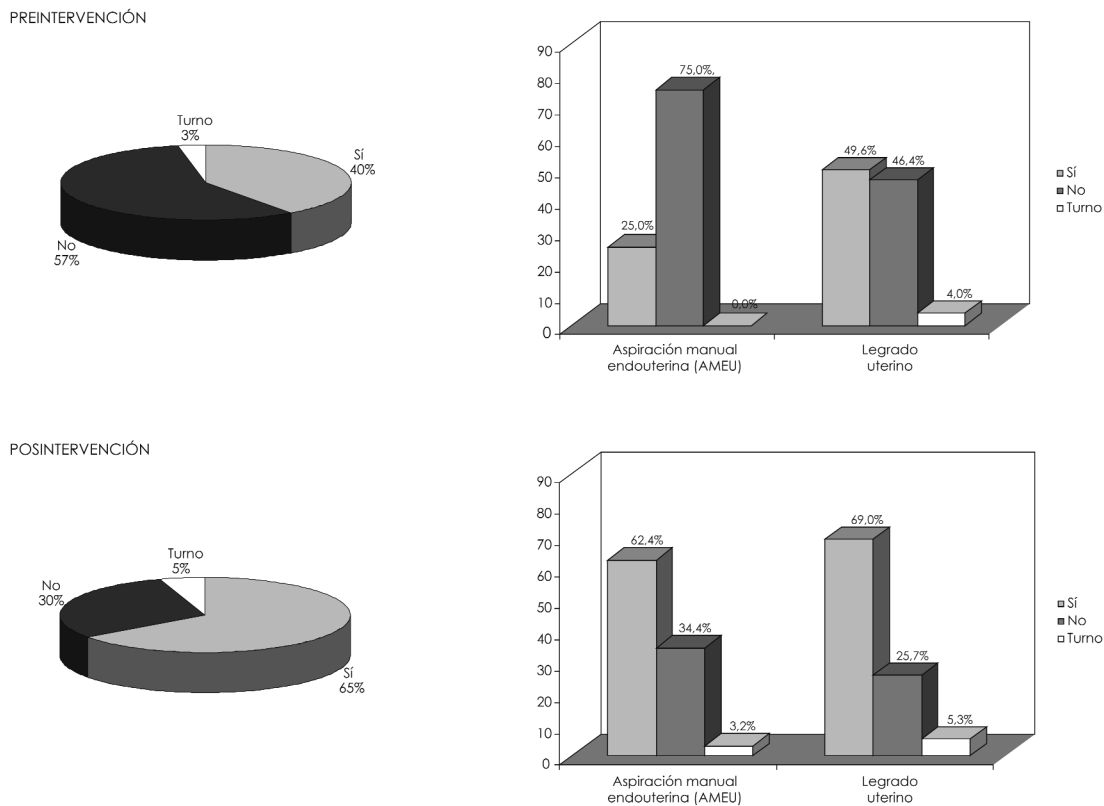 PREINTERVENCIÓN
Turno
3%
Sí
40%
No
57%
90
80
70
60
50
40
30
20
10
0
75,0%
25,0%
0,0%
49,6%
46,4%
4,0%
Aspiración manual
endouterina (AMEU)
Legrado
uterino
Sí
No
Turno
POSINTERVENCIÓN
Turno
5%
No
30%
Sí
65%
90
80
70
60
50
40
30
20
10
0
62,4%
34,4%
3,2%
69,0%
25,7%
5,3%
Aspiración manual
endouterina (AMEU)
Legrado
uterino
Sí
No
Turno